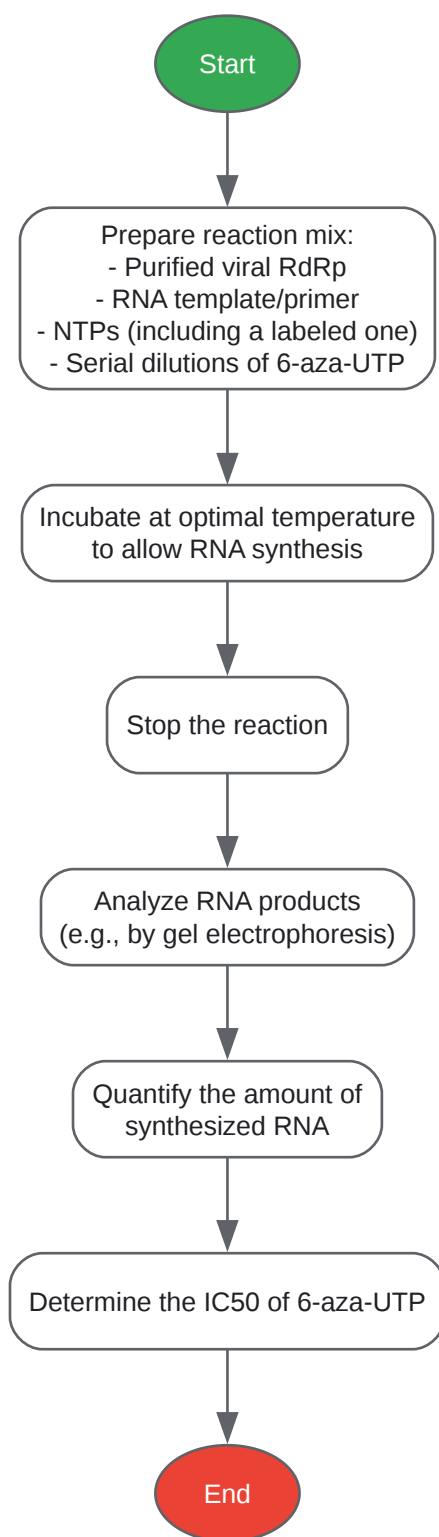 Start
Prepare reaction mix:
- Purified viral RdRp
- RNA template/primer
- NTPs (including a labeled one)
- Serial dilutions of 6-aza-UTP
Incubate at optimal temperature
to allow RNA synthesis
Stop the reaction
Analyze RNA products
(e.g., by gel electrophoresis)
Quantify the amount of
synthesized RNA
Determine the IC50 of 6-aza-UTP
End